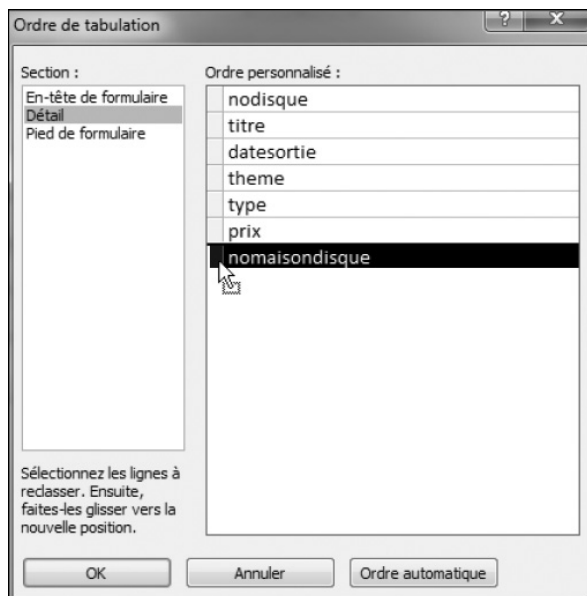 Ordre de tabulation
Section :
En-tête de formulaire
Détail
Pied de formulaire
Sélectionnez les lignes à
reclasser. Ensuite,
faites-les glisser vers la
nouvelle position.
Ordre personnalisé :
nodisque
titre
datesortie
theme
type
prix
nomaisondisque
OK
Annuler
Ordre automatique